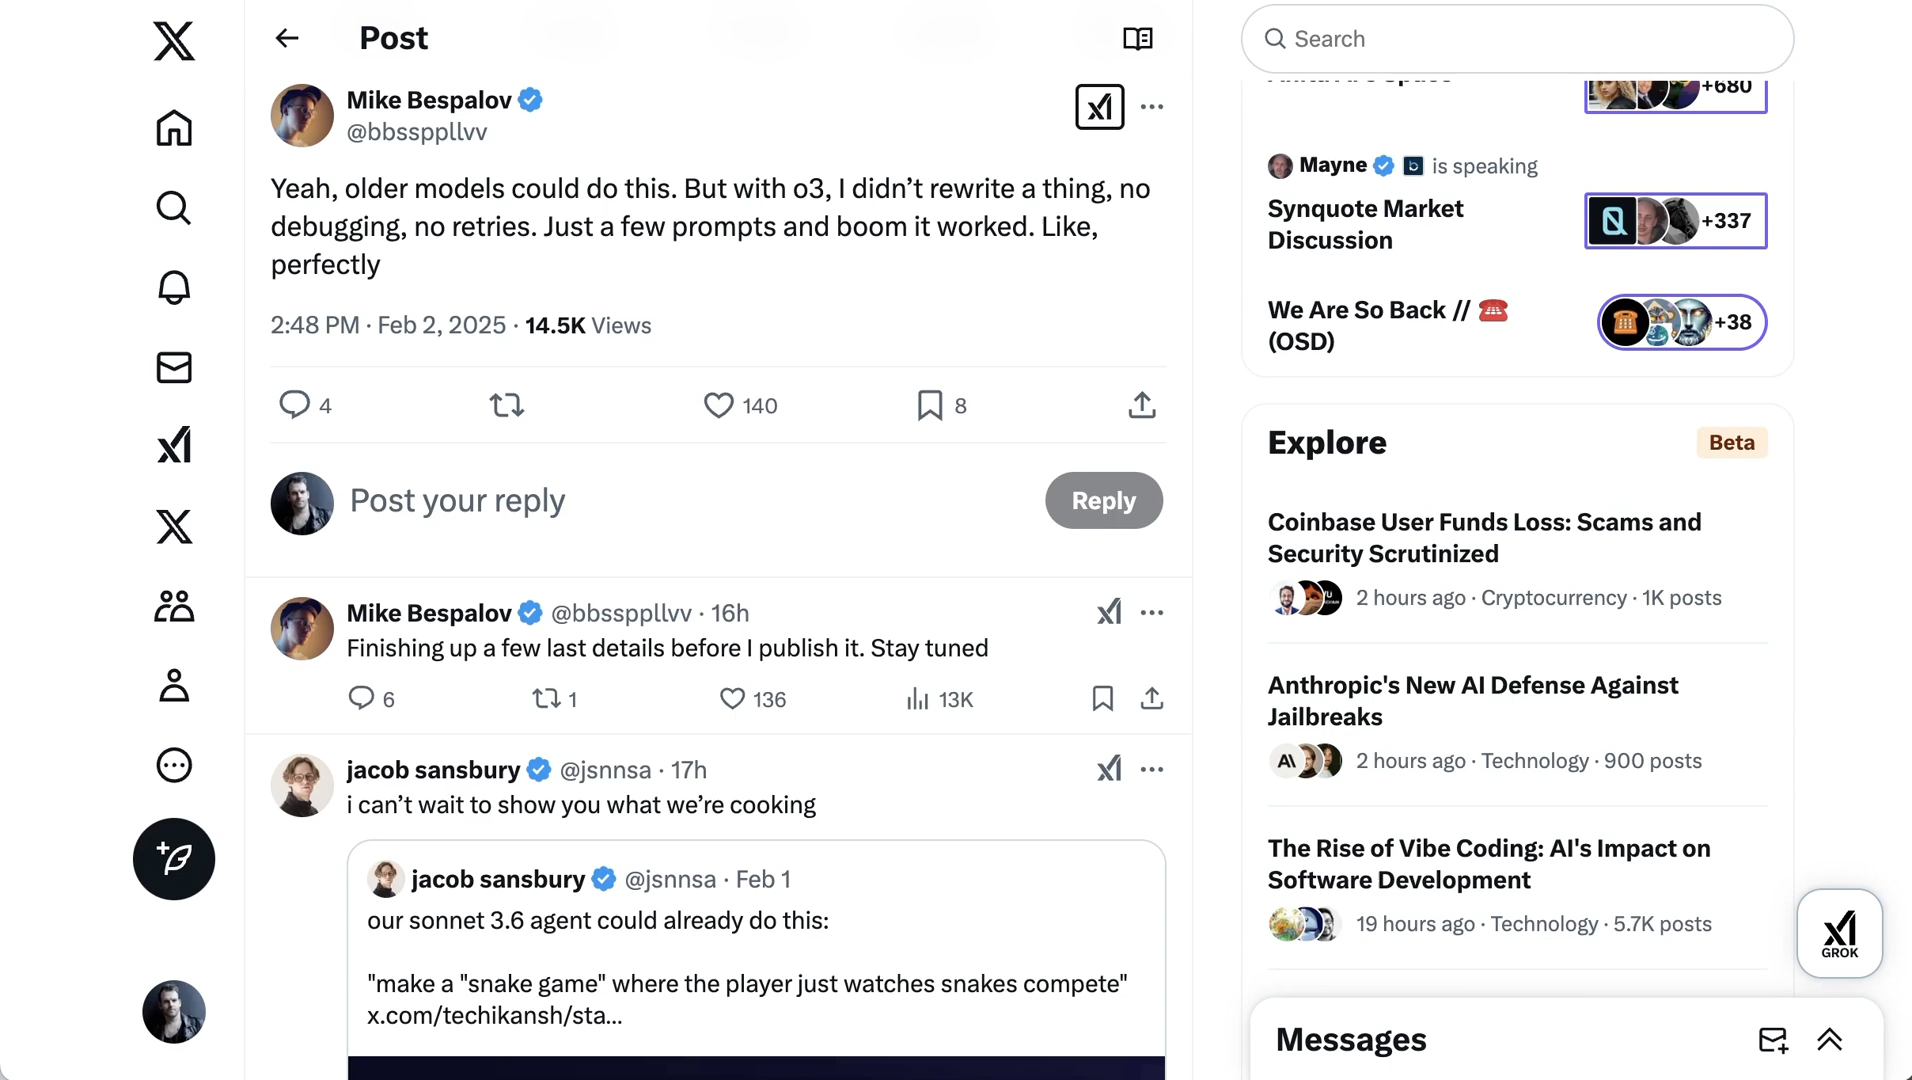 Post
Mike Bespalov
@bbssppllvv
Yeah, older models could do this. But with o3, I didn’t rewrite a thing, no
debugging, no retries. Just a few prompts and boom it worked. Like,
perfectly
2:48 PM · Feb 2, 2025 · 14.5K Views
4
140
8
Post your reply
Reply
Mike Bespalov @bbssppllvv · 16h
Finishing up a few last details before I publish it. Stay tuned
6
1
136
13K
jacob sansbury @jsnnsa · 17h
i can’t wait to show you what we’re cooking
jacob sansbury @jsnnsa · Feb 1
our sonnet 3.6 agent could already do this:
"make a "snake game" where the player just watches snakes compete"
x.com/techikansh/sta...
Search
+680
Mayne is speaking
Synquote Market
Discussion
+337
We Are So Back // ☎️
(OSD)
+38
Explore
Beta
Coinbase User Funds Loss: Scams and
Security Scrutinized
2 hours ago · Cryptocurrency · 1K posts
Anthropic's New AI Defense Against
Jailbreaks
2 hours ago · Technology · 900 posts
The Rise of Vibe Coding: AI's Impact on
Software Development
19 hours ago · Technology · 5.7K posts
GROK
Messages